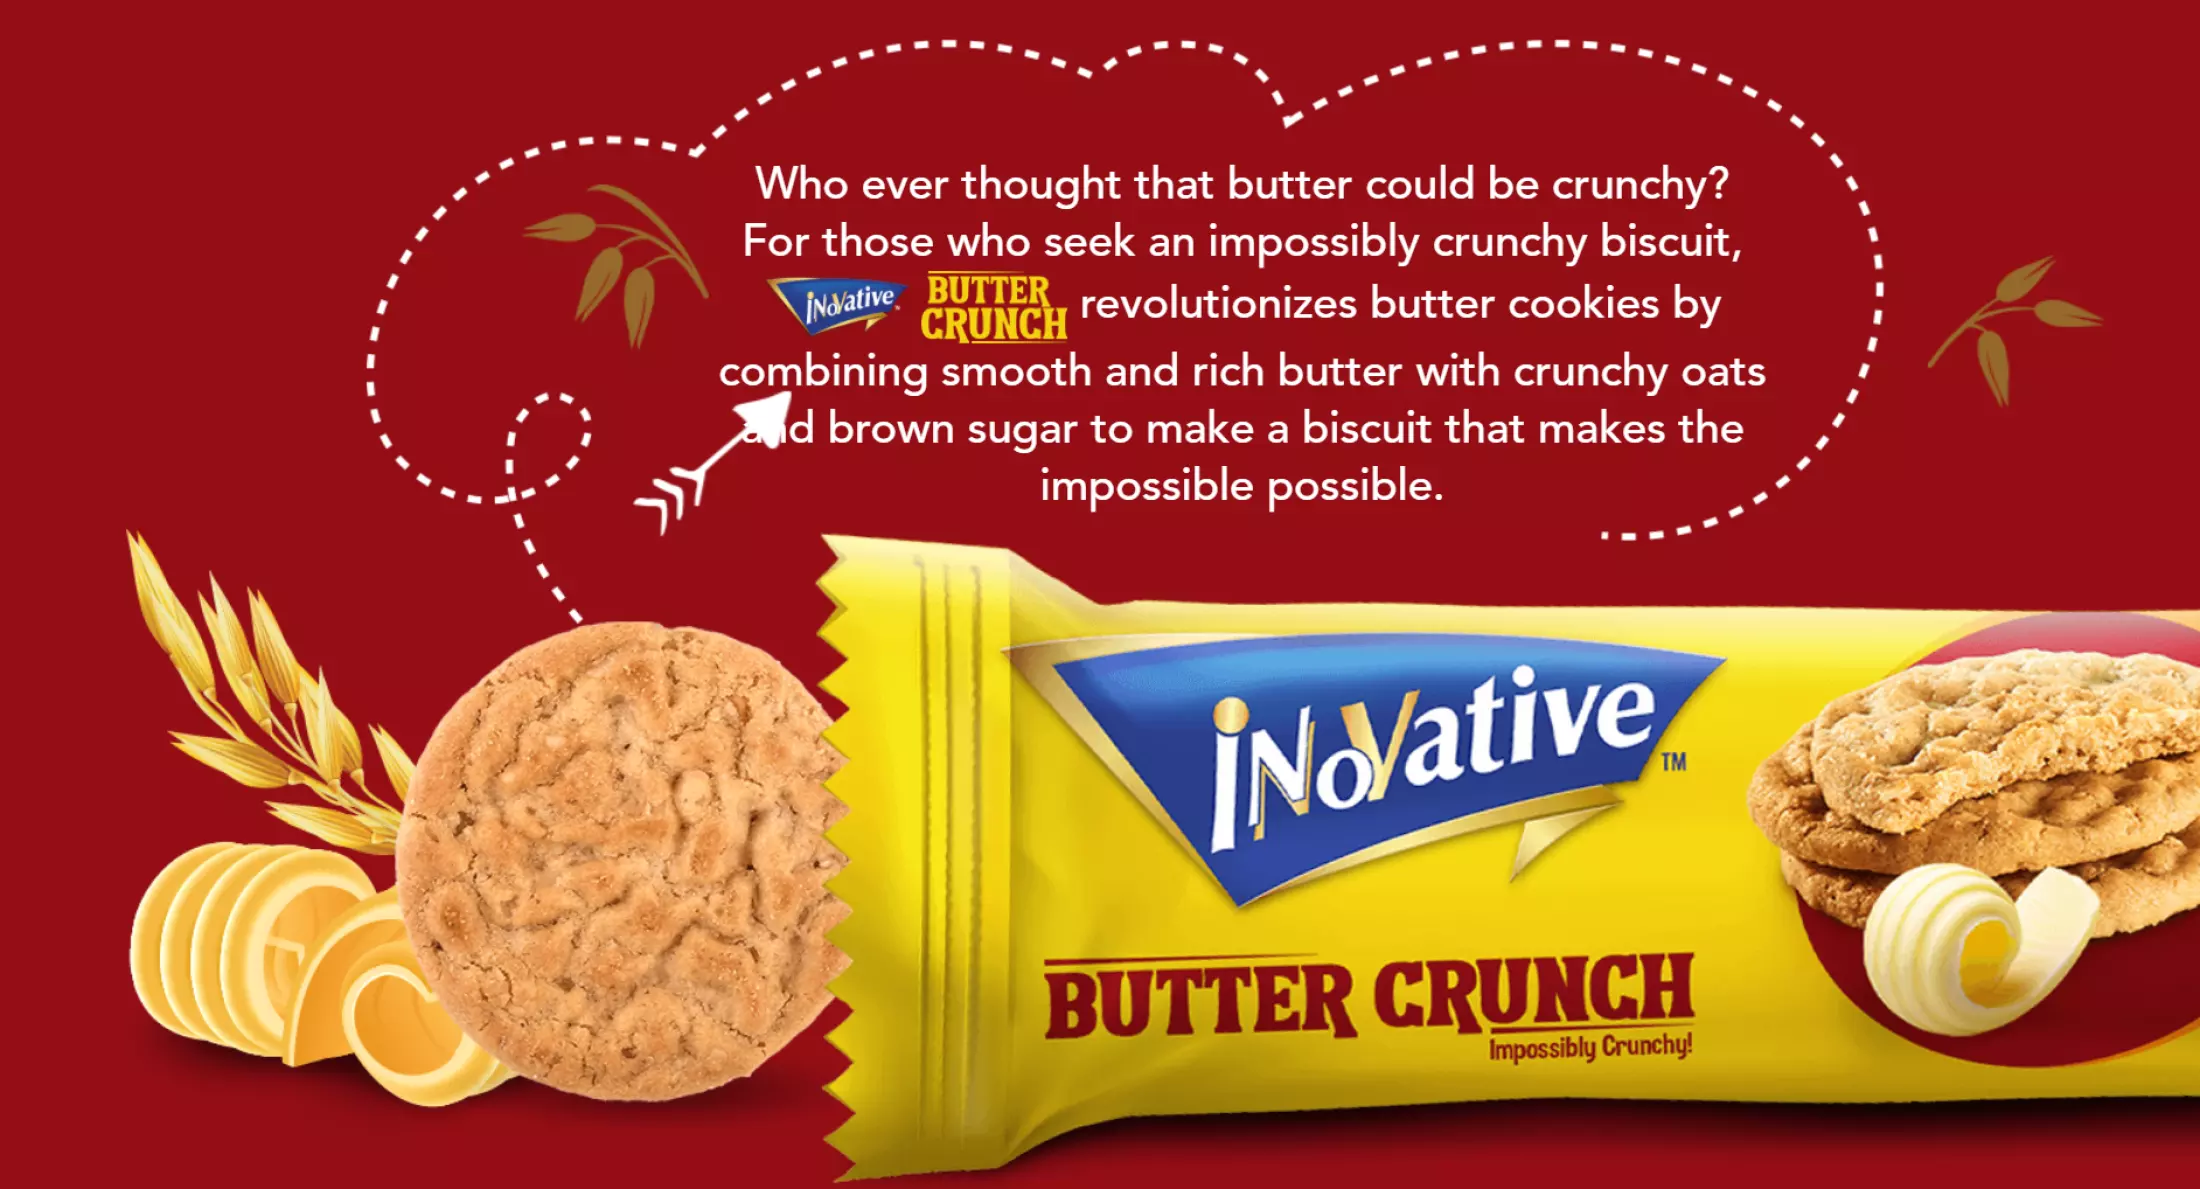 Who ever thought that butter could be crunchy?
For those who seek an impossibly crunchy biscuit,
iNoVative BUTTER CRUNCH revolutionizes butter cookies by
combining smooth and rich butter with crunchy oats
and brown sugar to make a biscuit that makes the
impossible possible.
iNoVative TM
BUTTER CRUNCH
Impossibly Crunchy!